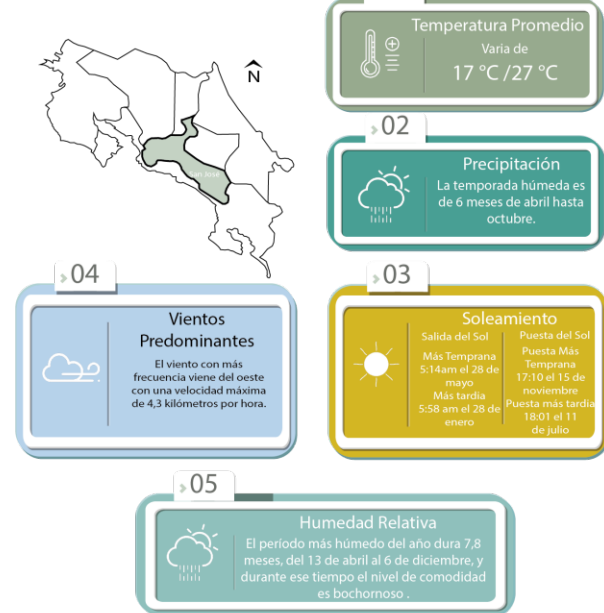 Temperatura Promedio
Varia de
17 °C /27 °C
N
San José
02
Precipitación
La temporada húmeda es
de 6 meses de abril hasta
octubre.
03
Soleamiento
Salida del Sol
Más Temprana
5:14am el 28 de
mayo
Más tardia
5:58 am el 28 de
enero
Puesta del Sol
Puesta Más
Temprana
17:10 el 15 de
noviembre
Puesta más tardia
18:01 el 11
de julio
04
Vientos
Predominantes
El viento con más
frecuencia viene del oeste
con una velocidad máxima
de 4,3 kilómetros por hora.
05
Humedad Relativa
El período más húmedo del año dura 7,8
meses, del 13 de abril al 6 de diciembre, y
durante ese tiempo el nivel de comodidad
es bochornoso .